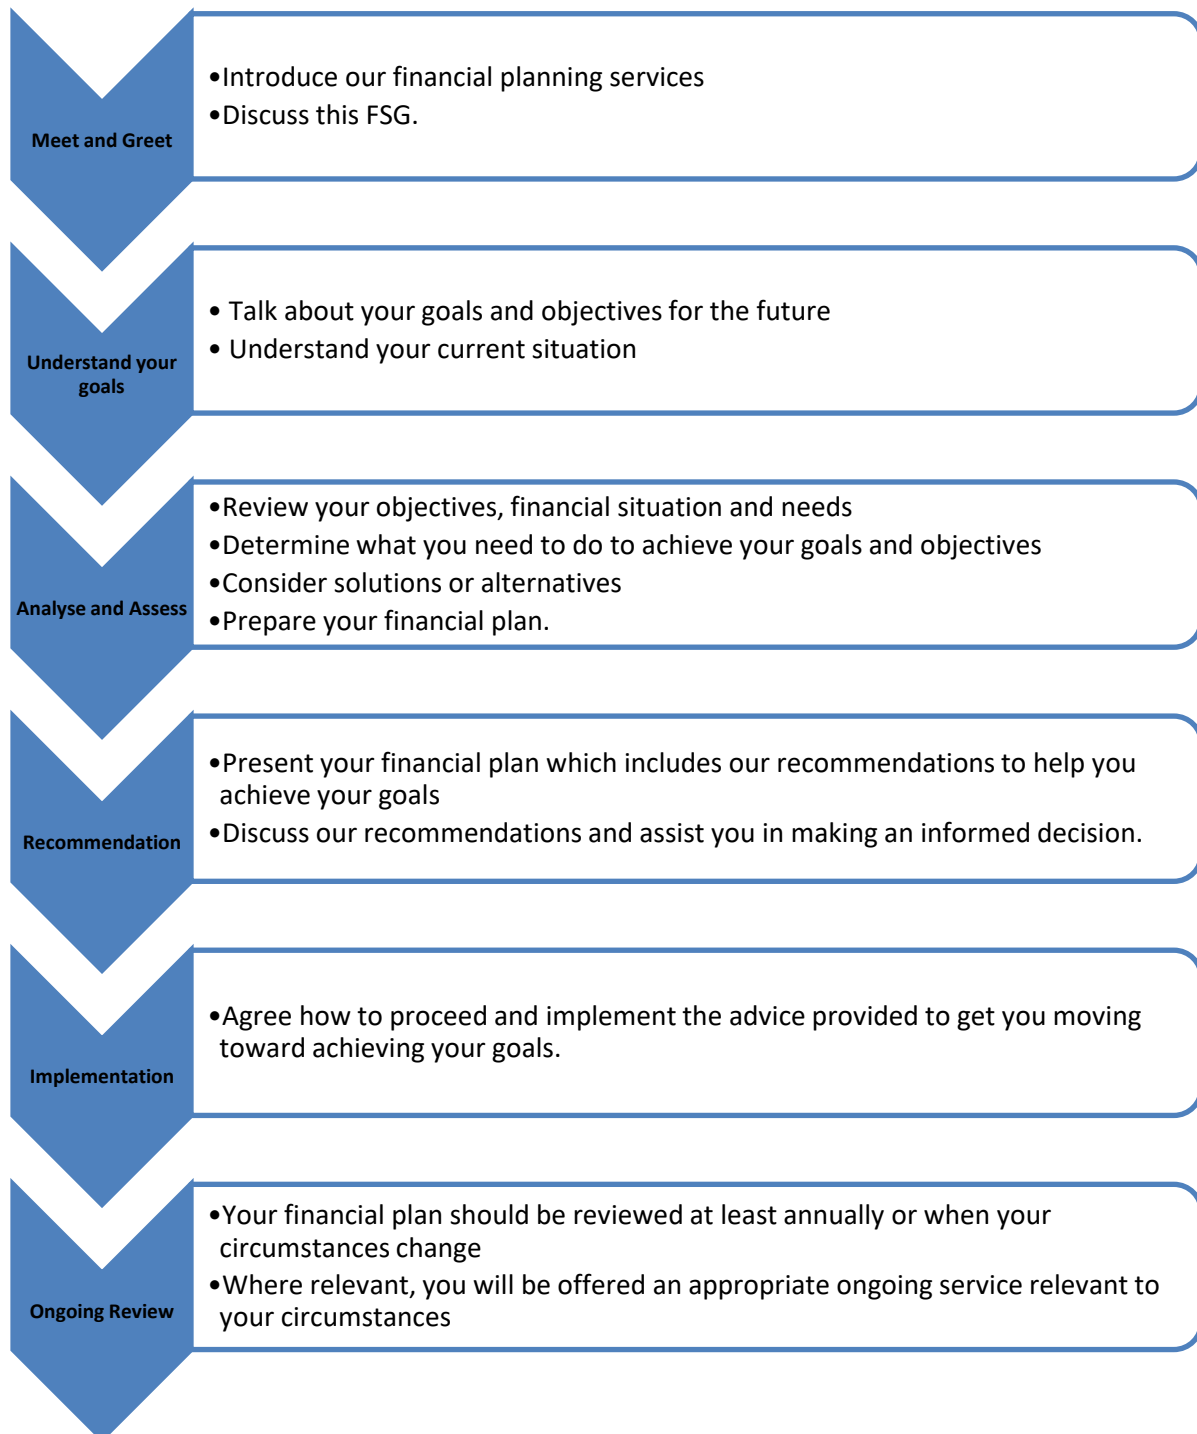 Meet and Greet
•Introduce our financial planning services
•Discuss this FSG.
Understand your
goals
• Talk about your goals and objectives for the future
• Understand your current situation
Analyse and Assess
•Review your objectives, financial situation and needs
•Determine what you need to do to achieve your goals and objectives
•Consider solutions or alternatives
•Prepare your financial plan.
Recommendation
•Present your financial plan which includes our recommendations to help you
achieve your goals
•Discuss our recommendations and assist you in making an informed decision.
Implementation
•Agree how to proceed and implement the advice provided to get you moving
toward achieving your goals.
Ongoing Review
•Your financial plan should be reviewed at least annually or when your
circumstances change
•Where relevant, you will be offered an appropriate ongoing service relevant to
your circumstances